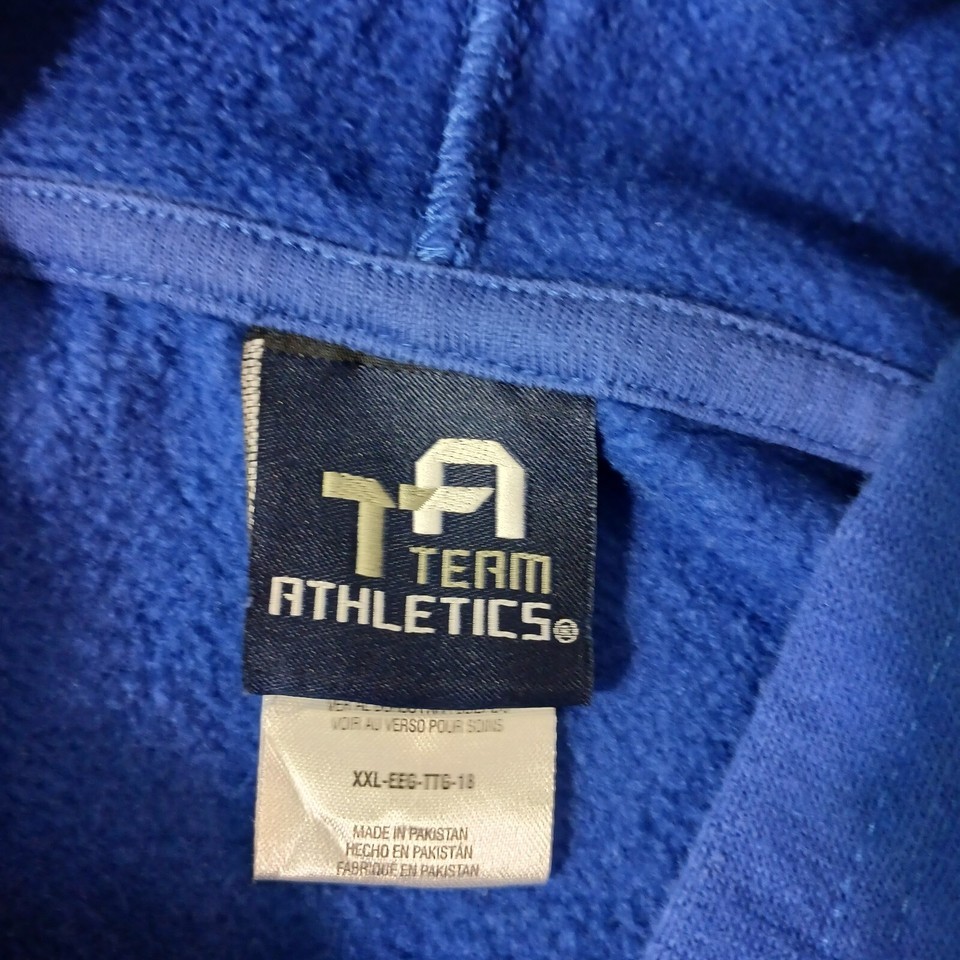 TA
TEAM
ATHLETICS
VOIR AU VERSO POUR SOINS
XXL-EEG-TTG-18
MADE IN PAKISTAN
HECHO EN PAKISTÁN
FABRIQUÉ EN PAKISTAN